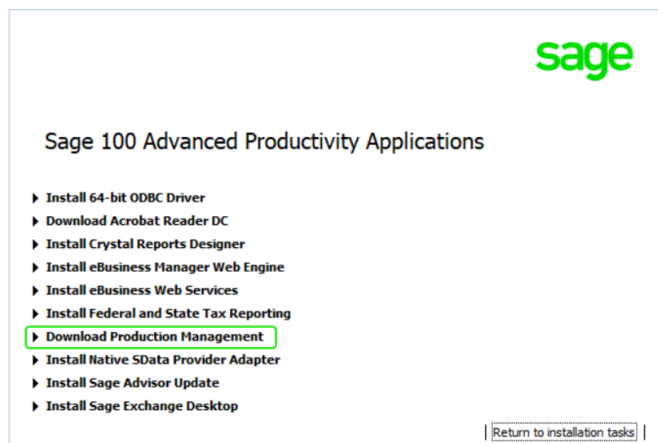 sage
Sage 100 Advanced Productivity Applications
Install 64-bit ODBC Driver
Download Acrobat Reader DC
Install Crystal Reports Designer
Install eBusiness Manager Web Engine
Install eBusiness Web Services
Install Federal and State Tax Reporting
Download Production Management
Install Native SData Provider Adapter
Install Sage Advisor Update
Install Sage Exchange Desktop
| Return to installation tasks |